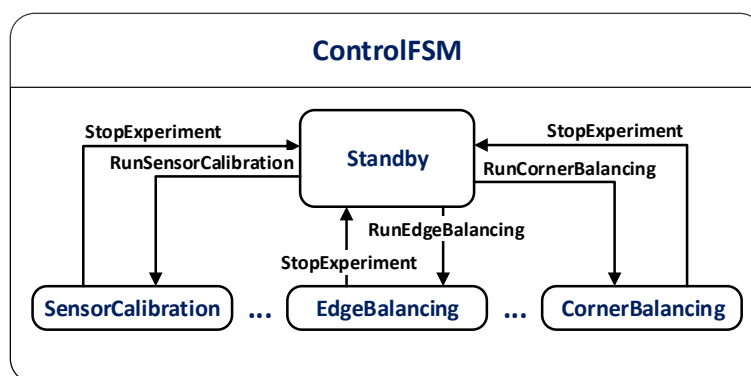 ControlFSM
StopExperiment
StopExperiment
Standby
RunSensorCalibration
RunCornerBalancing
RunEdgeBalancing
StopExperiment
SensorCalibration ... EdgeBalancing ... CornerBalancing